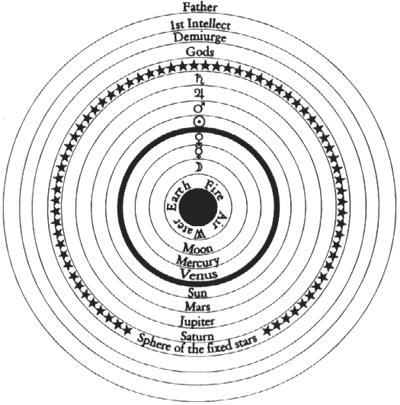 Father
1st Intellect
Demiurge
Gods
♄
♃
♂
☉
♀
☿
☽
Earth Fire
Water Air
Moon
Mercury
Venus
Sun
Mars
Jupiter
Saturn
Sphere of the fixed stars